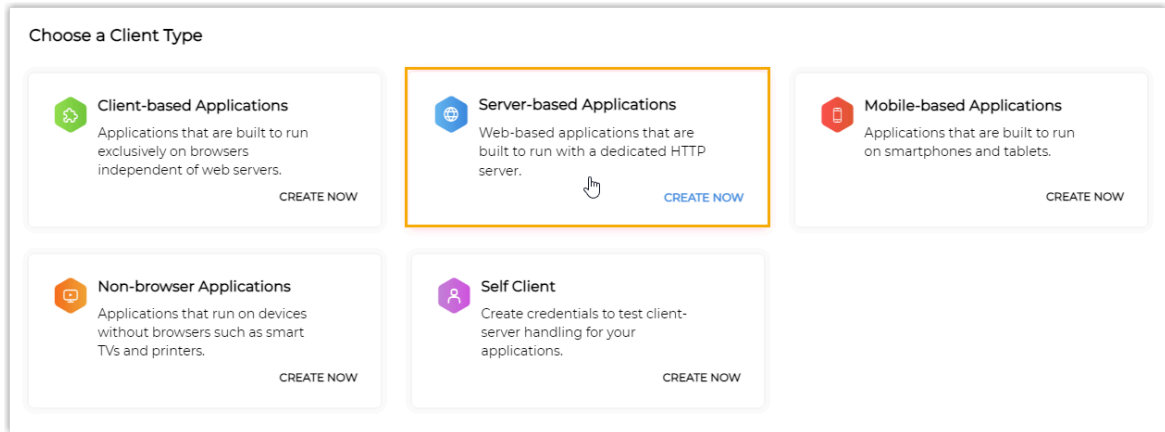 Choose a Client Type
Client-based Applications
Applications that are built to run
exclusively on browsers
independent of web servers.
CREATE NOW
Server-based Applications
Web-based applications that are
built to run with a dedicated HTTP
server.
CREATE NOW
Mobile-based Applications
Applications that are built to run
on smartphones and tablets.
CREATE NOW
Non-browser Applications
Applications that run on devices
without browsers such as smart
TVs and printers.
CREATE NOW
Self Client
Create credentials to test client-
server handling for your
applications.
CREATE NOW